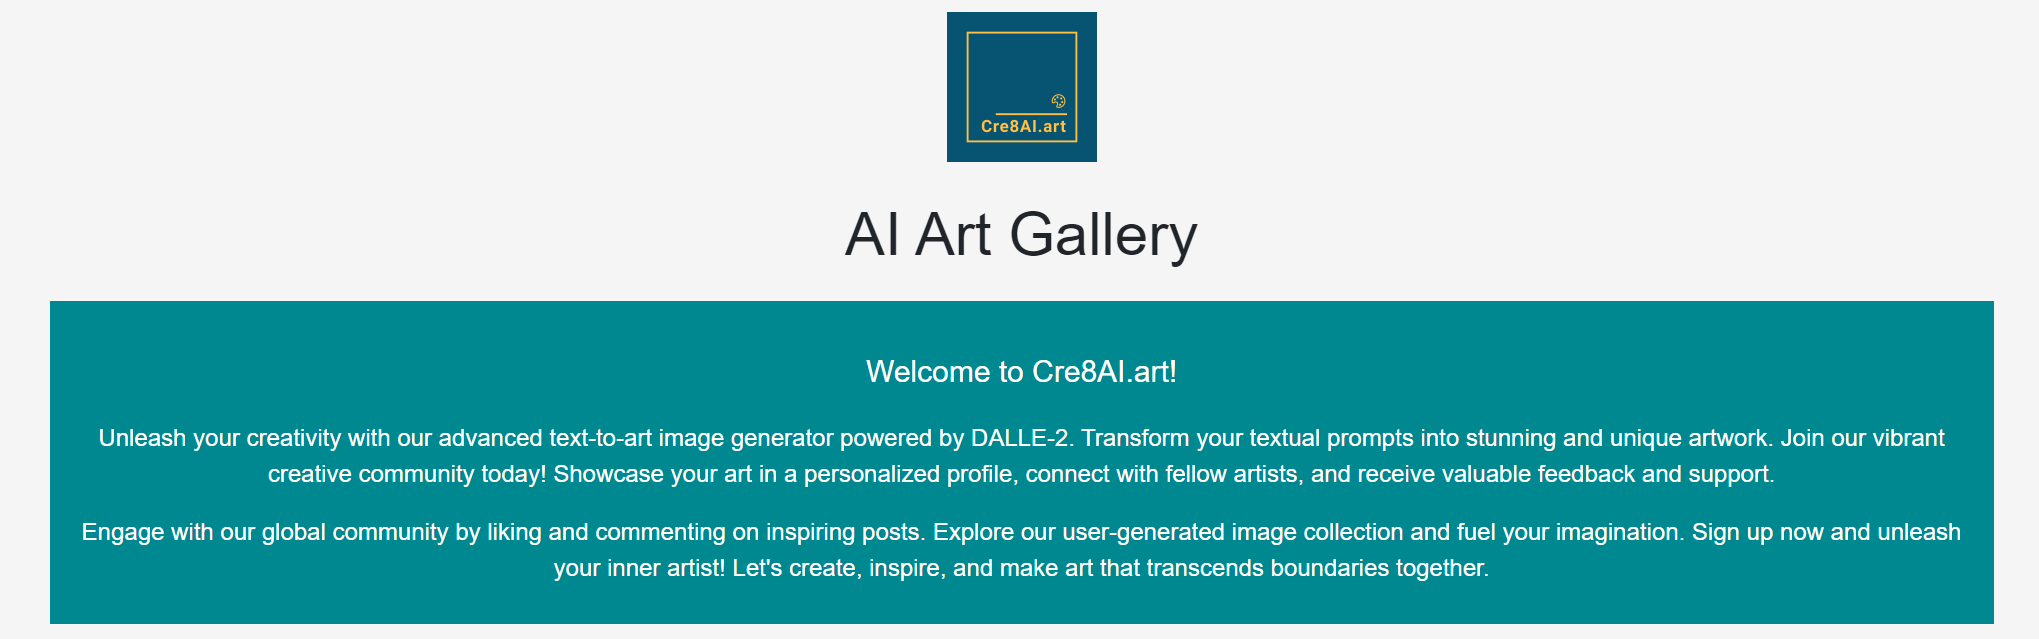 Cre8AI.art
AI Art Gallery
Welcome to Cre8AI.art!
Unleash your creativity with our advanced text-to-art image generator powered by DALLE-2. Transform your textual prompts into stunning and unique artwork. Join our vibrant
creative community today! Showcase your art in a personalized profile, connect with fellow artists, and receive valuable feedback and support.
Engage with our global community by liking and commenting on inspiring posts. Explore our user-generated image collection and fuel your imagination. Sign up now and unleash
your inner artist! Let's create, inspire, and make art that transcends boundaries together.